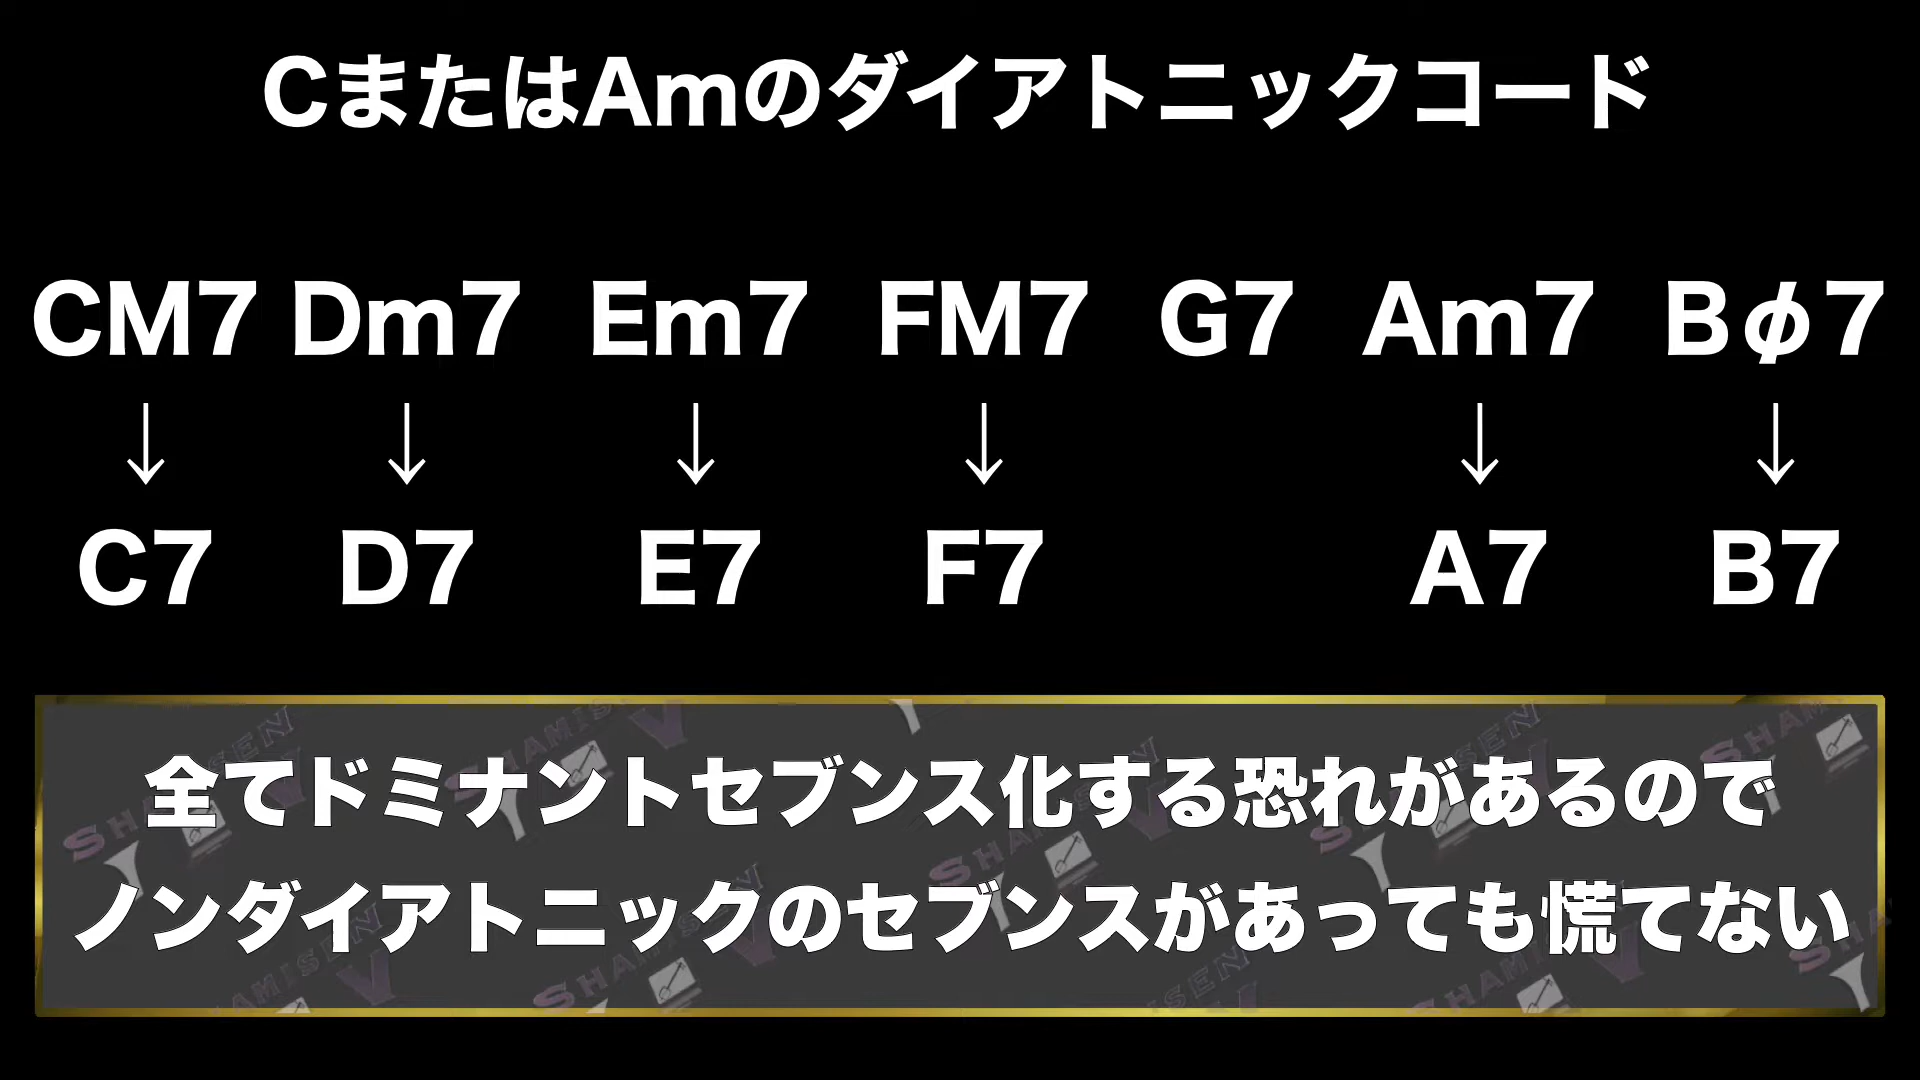 CまたはAmのダイアトニックコード
CM7 Dm7 Em7 FM7 G7 Am7 Bφ7
↓ ↓ ↓ ↓ ↓ ↓
C7 D7 E7 F7 A7 B7
全てドミナントセブンス化する恐れがあるので
ノンダイアトニックのセブンスがあっても慌てない
SHAMISEN V